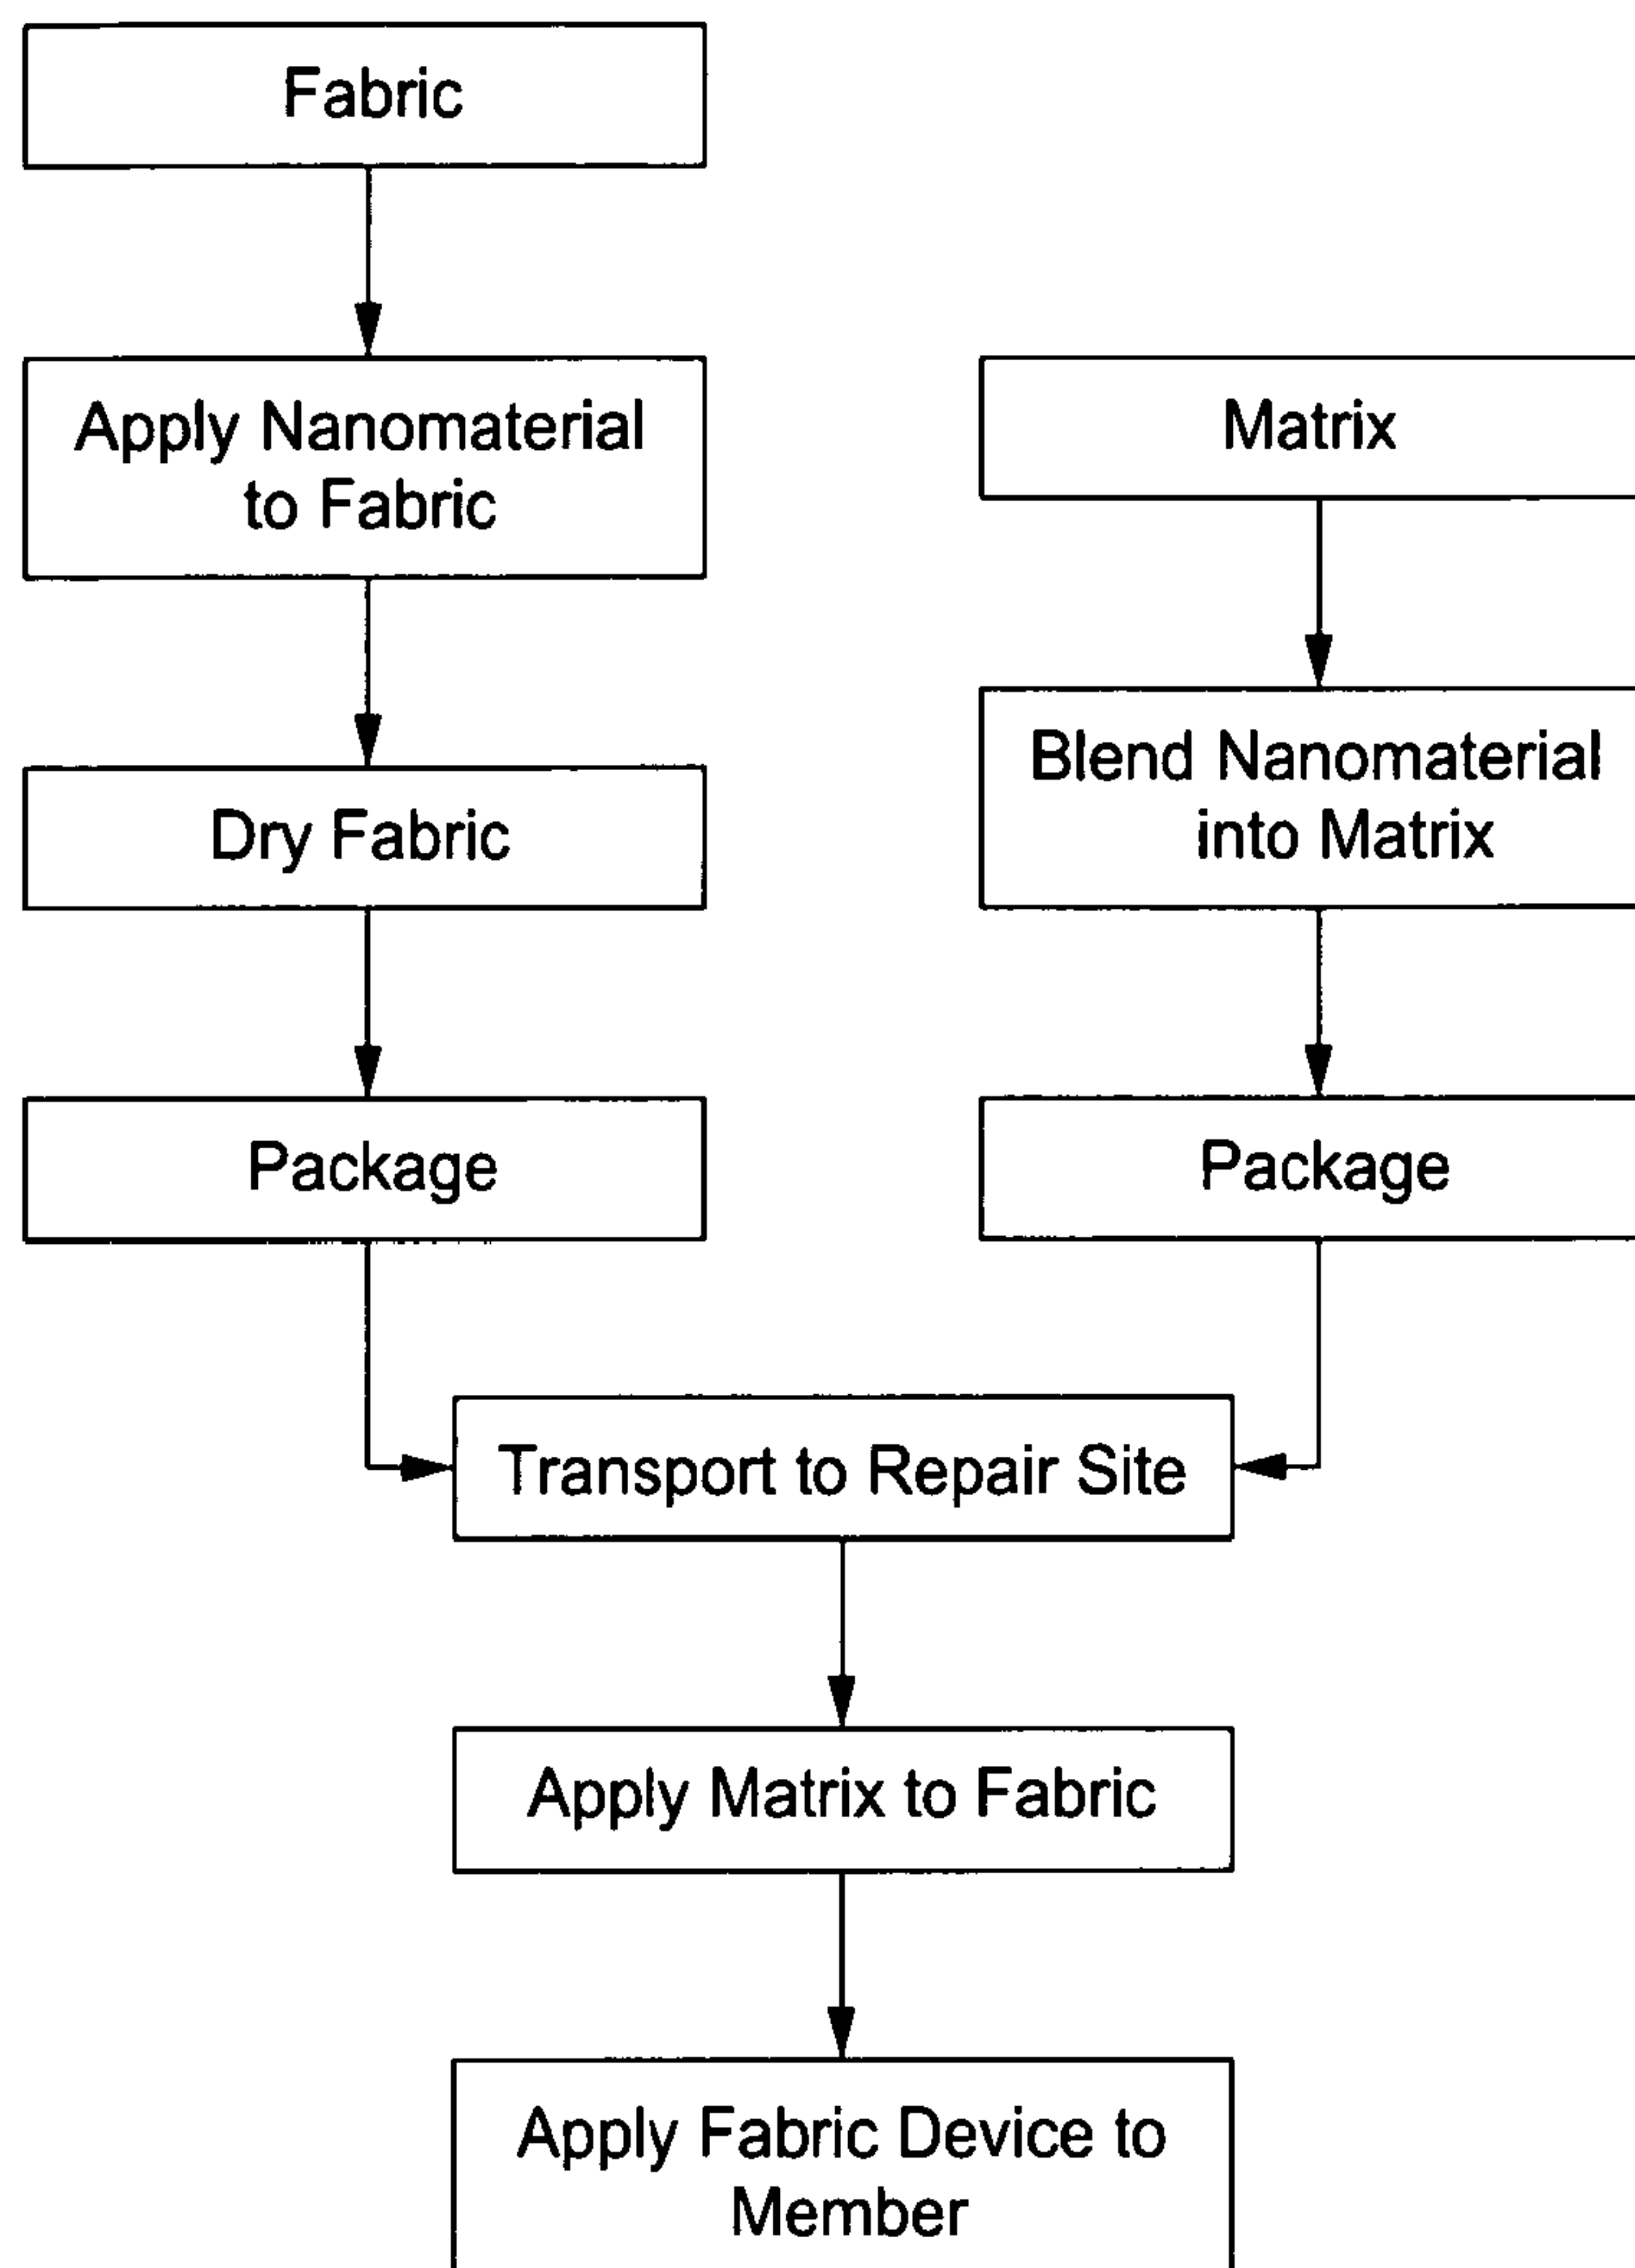 Fabric
Apply Nanomaterial
to Fabric
Matrix
Dry Fabric
Blend Nanomaterial
into Matrix
Package
Package
Transport to Repair Site
Apply Matrix to Fabric
Apply Fabric Device to
Member